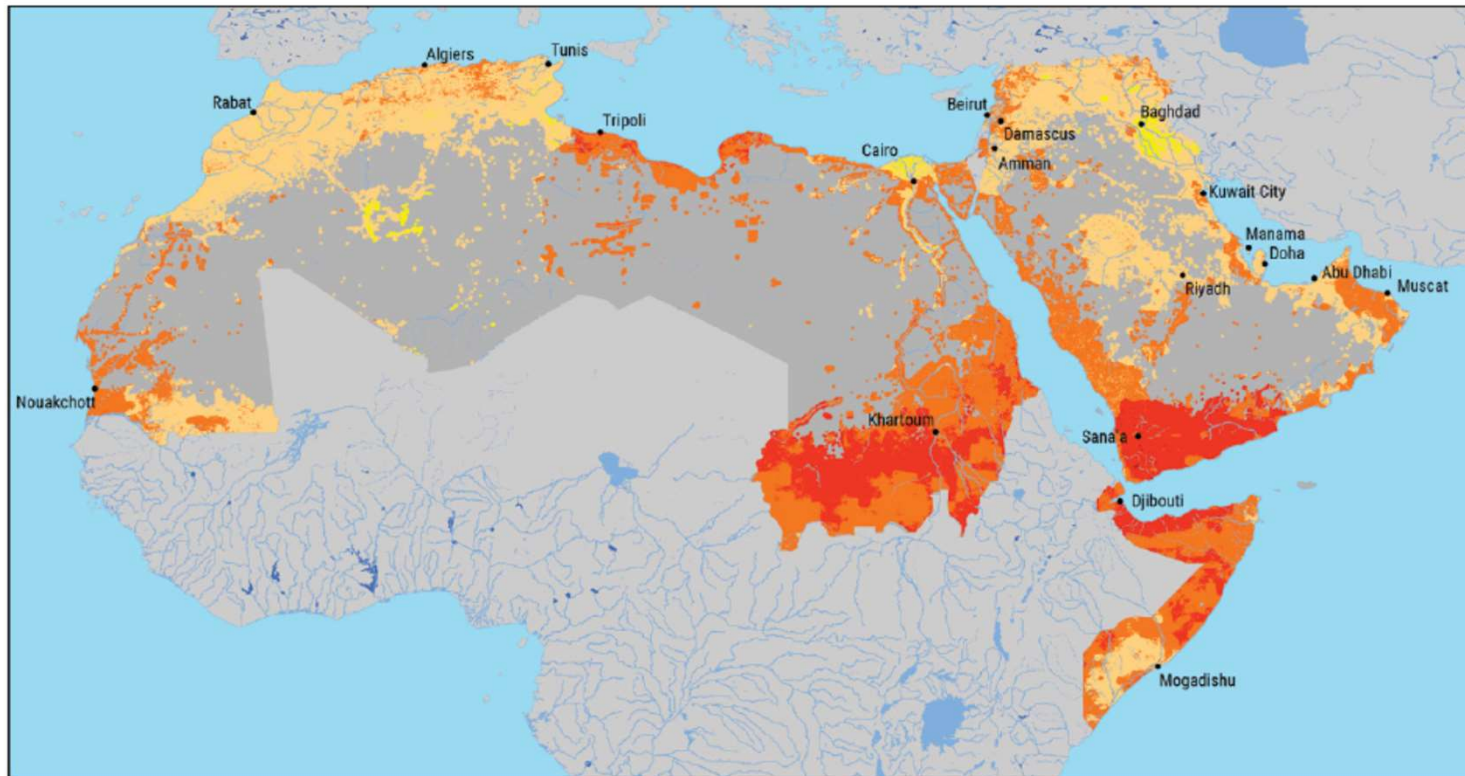 Algiers
Tunis
Rabat
Tripoli
Beirut
Damascus
Baghdad
Cairo
Amman
Kuwait City
Manama
Doha
Abu Dhabi
Riyadh
Muscat
Nouakchott
Khartoum
Sana'a
Djibouti
Mogadishu